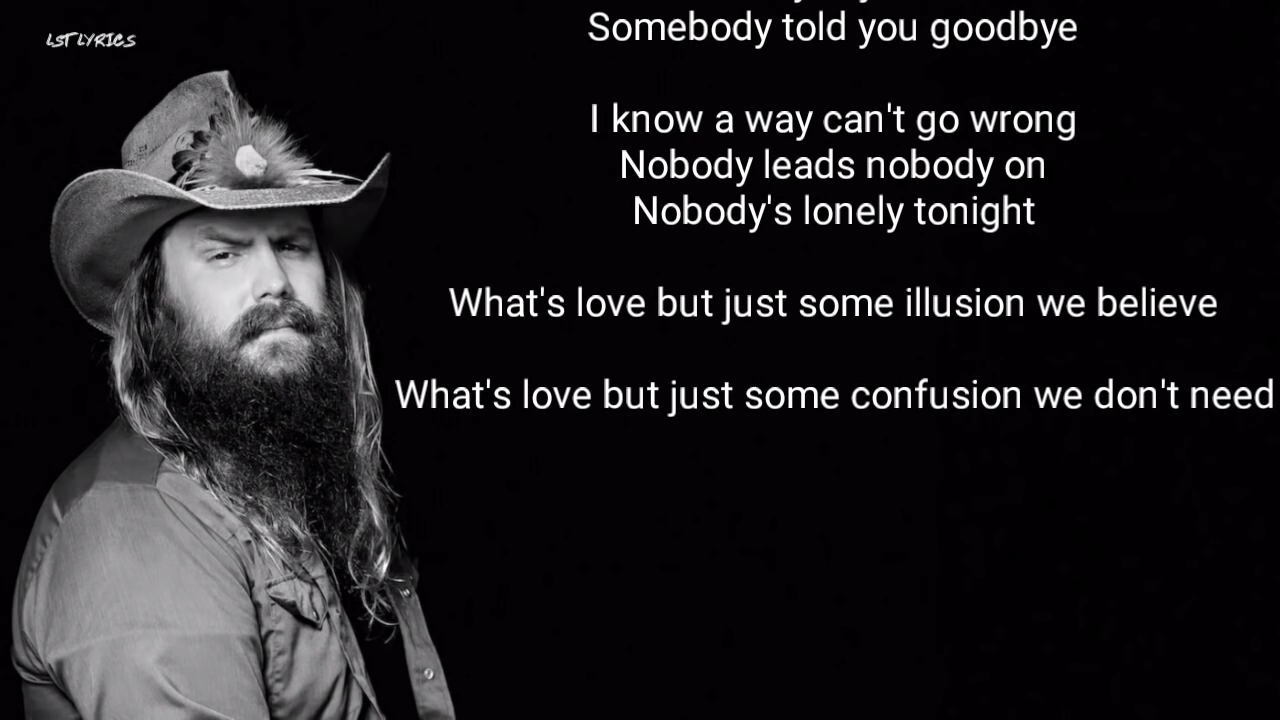 LST LYRICS
Somebody told you goodbye
I know a way can't go wrong
Nobody leads nobody on
Nobody's lonely tonight
What's love but just some illusion we believe
What's love but just some confusion we don't need